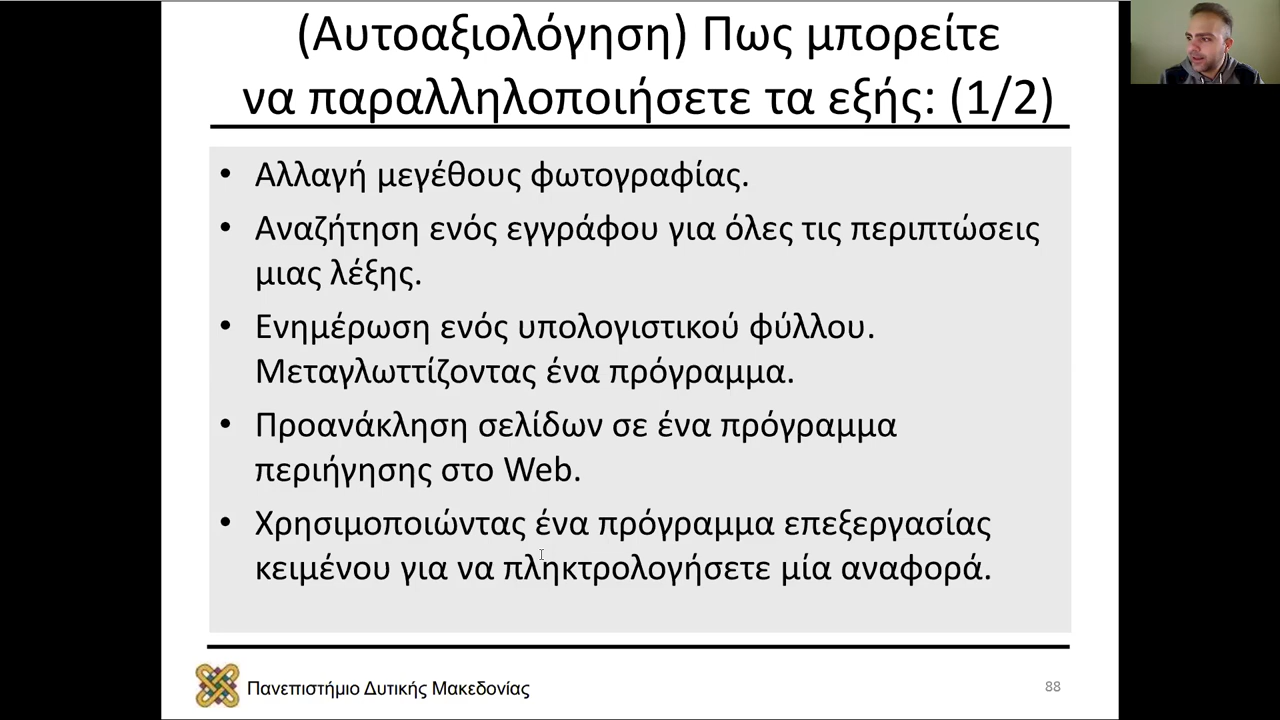 (Αυτοαξιολόγηση) Πως μπορείτε
να παραλληλοποιήσετε τα εξής: (1/2)
• Αλλαγή μεγέθους φωτογραφίας.
• Αναζήτηση ενός εγγράφου για όλες τις περιπτώσεις
μιας λέξης.
• Ενημέρωση ενός υπολογιστικού φύλλου.
Μεταγλωττίζοντας ένα πρόγραμμα.
• Προανάκληση σελίδων σε ένα πρόγραμμα
περιήγησης στο Web.
• Χρησιμοποιώντας ένα πρόγραμμα επεξεργασίας
κειμένου για να πληκτρολογήσετε μία αναφορά.
Πανεπιστήμιο Δυτικής Μακεδονίας
88